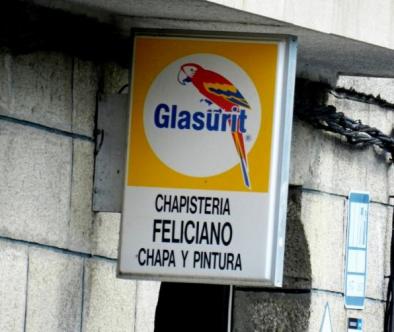 Glasurit®
CHAPISTERIA
FELICIANO
CHAPA Y PINTURA